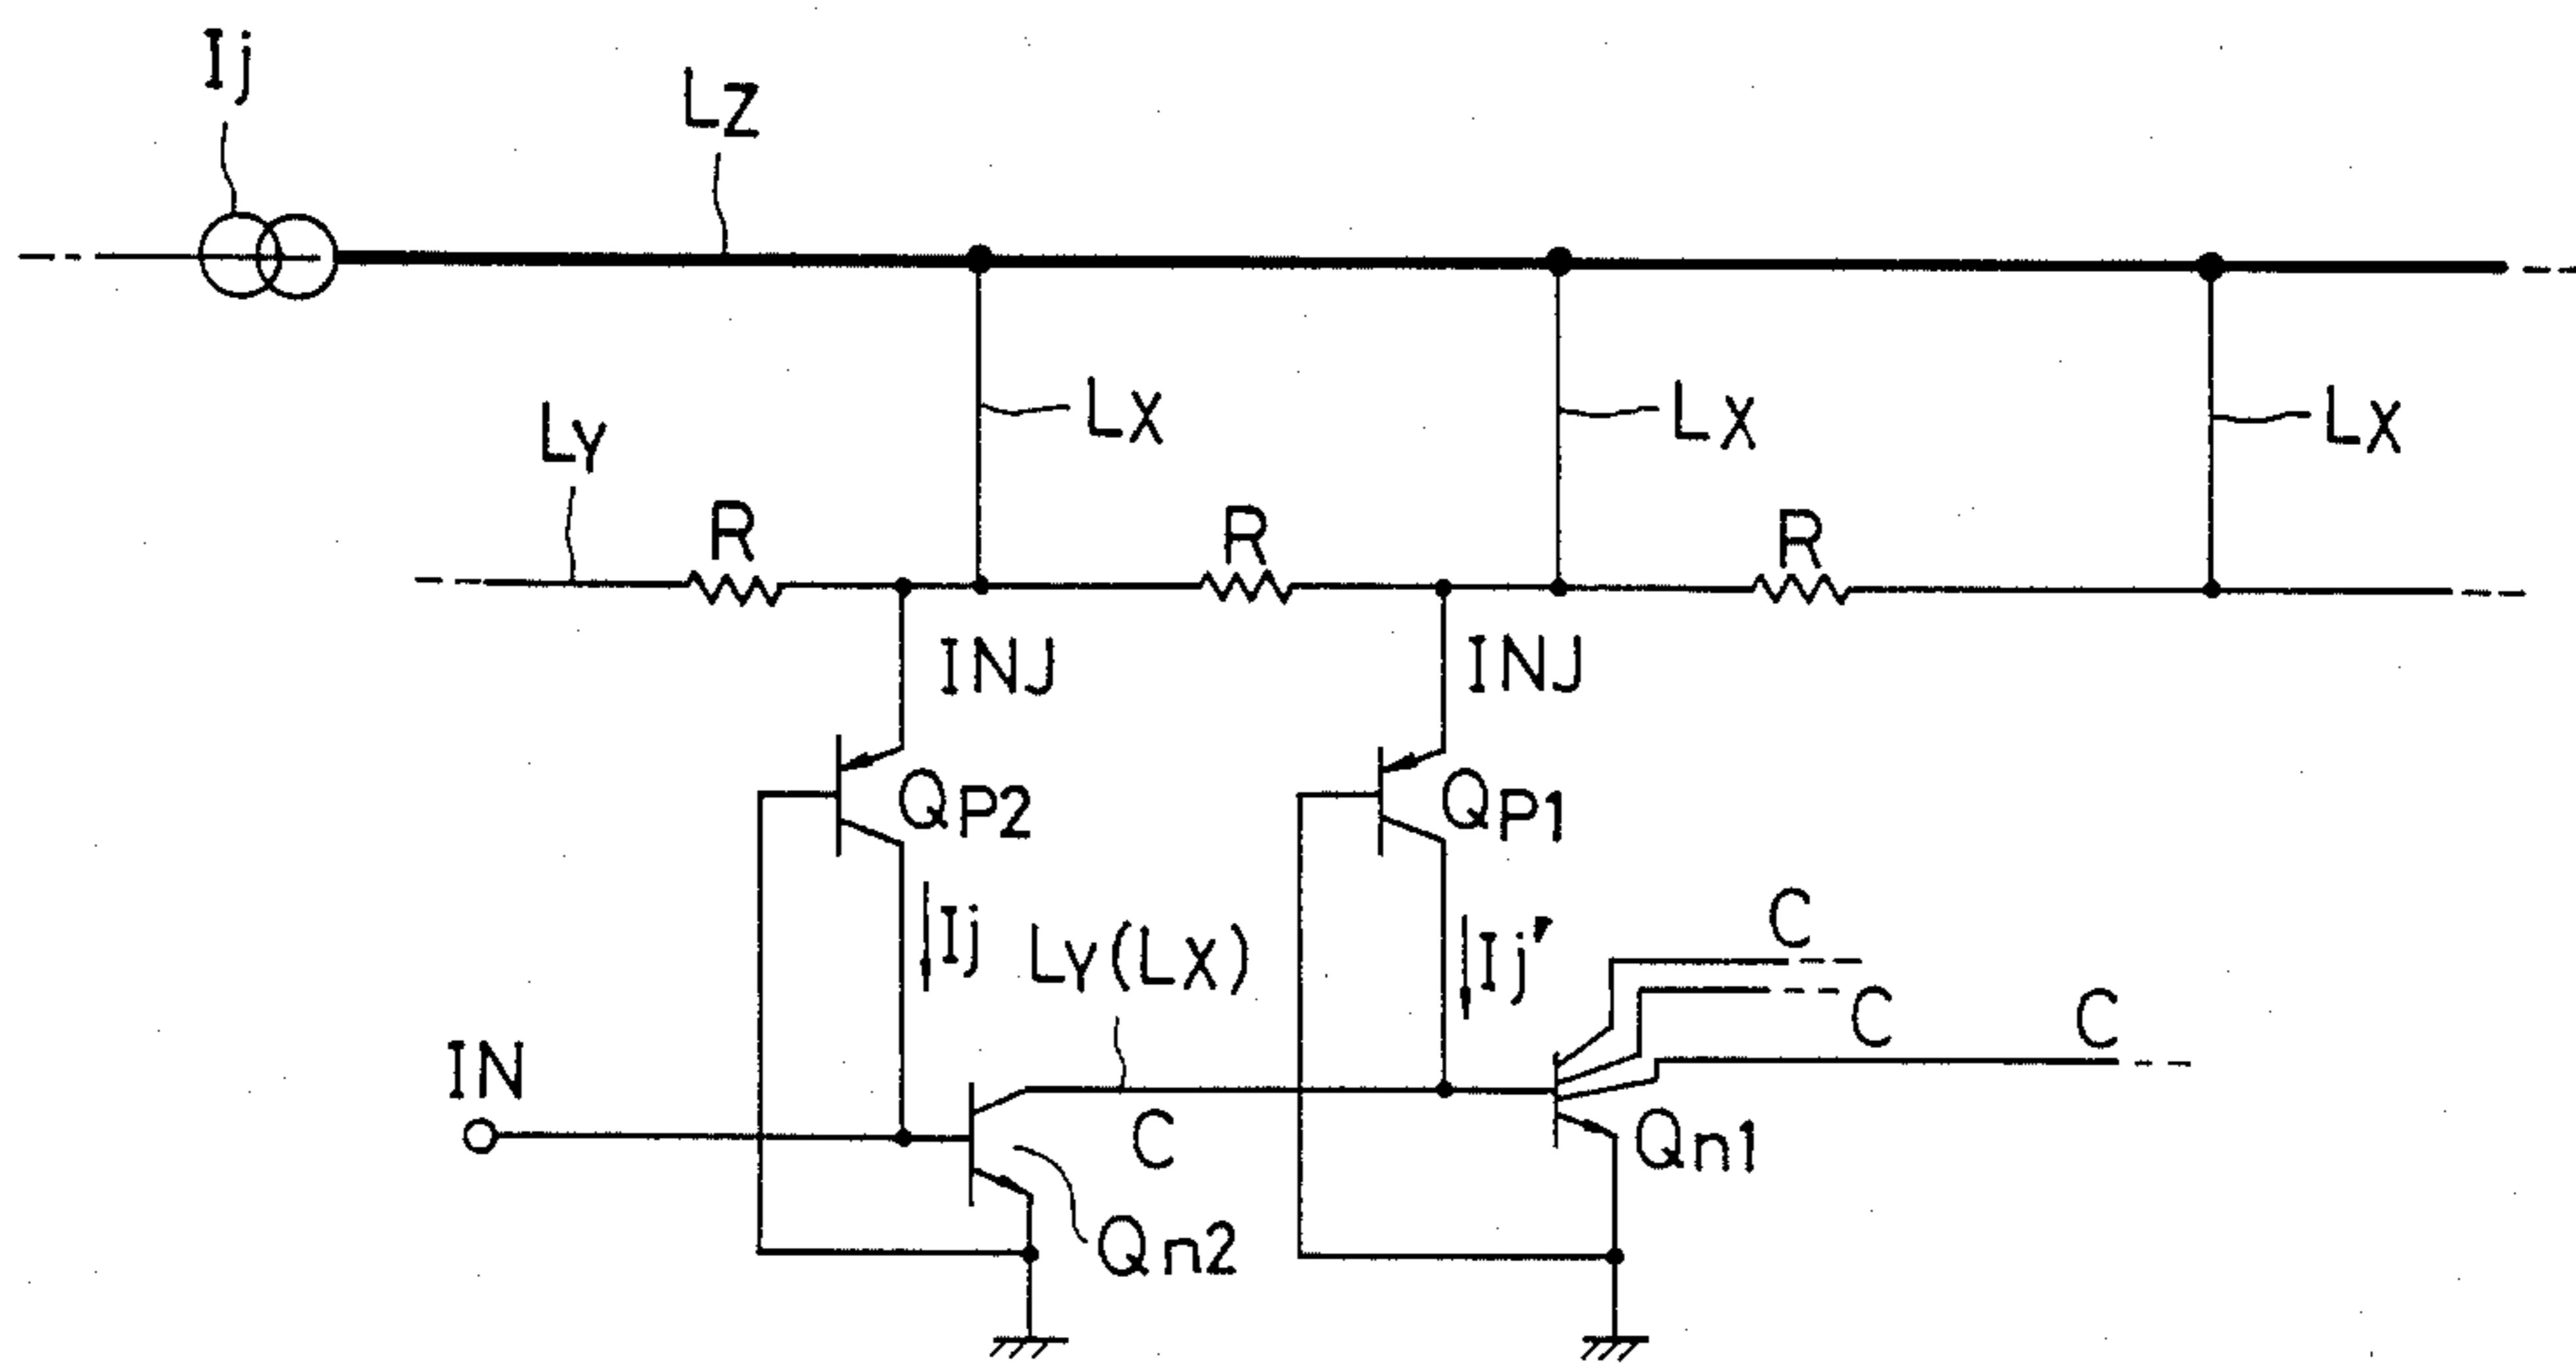 Ij
LZ
LX
LX
LX
LY
R
R
R
INJ
INJ
QP2
QP1
Ij
LY(LX)
Ij'
C
C
C
IN
C
Qn1
Qn2